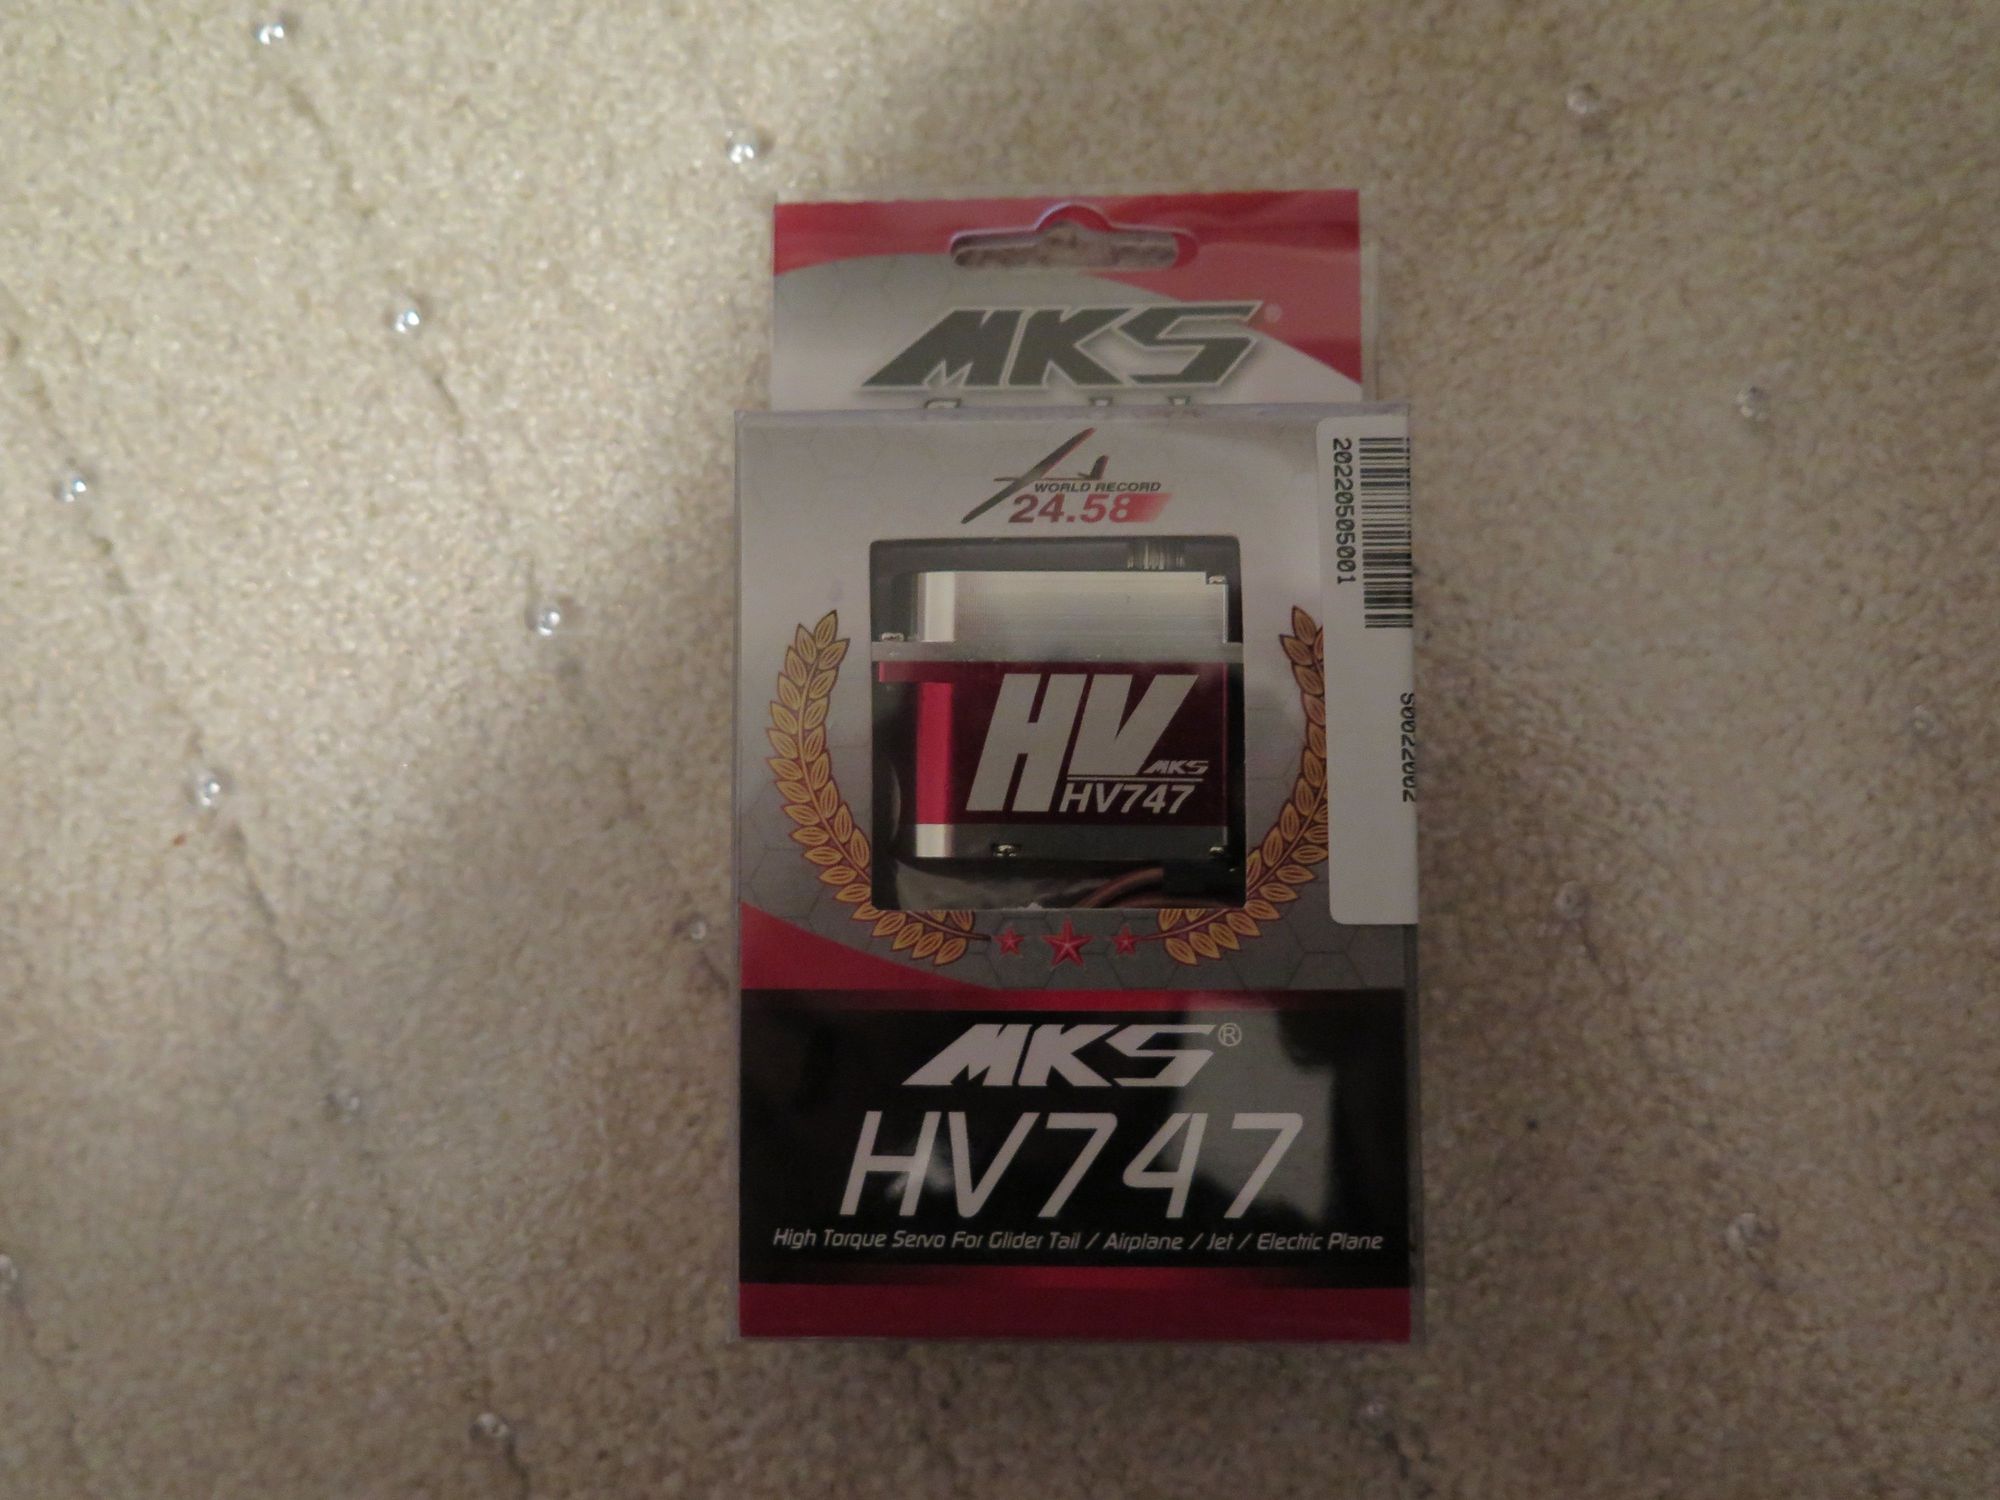 MKS®
WORLD RECORD
24.58
20220505001
S0022002
HV
MKS
HV747
MKS®
HV747
High Torque Servo For Glider Tail / Airplane / Jet / Electric Plane